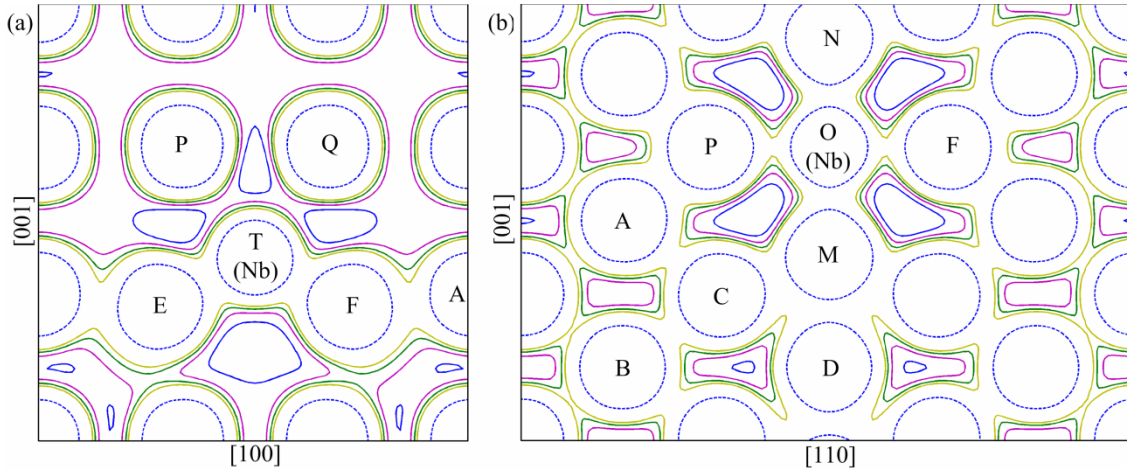 (a)
P
Q
T
(Nb)
E
F
A
[001]
[100]
(b)
N
O
(Nb)
P
F
A
M
C
B
D
[001]
[110]